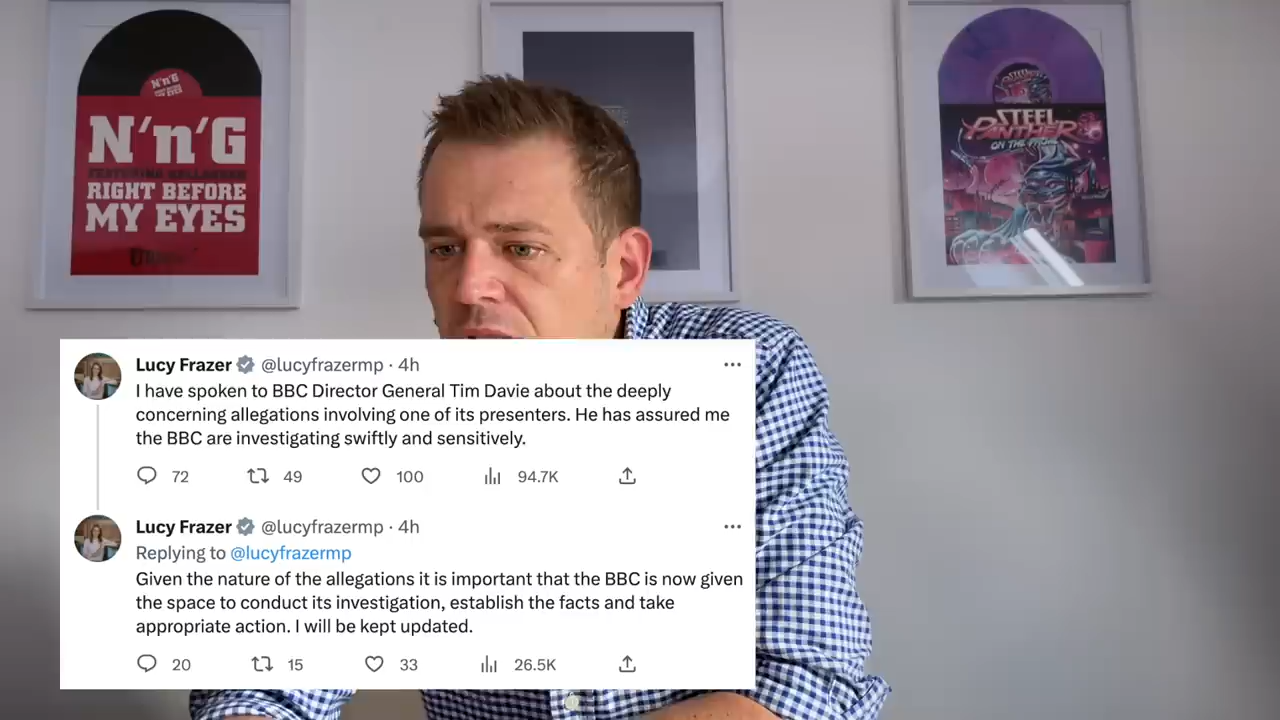 N'n'G
N'n'G
FEATURING KALLAGHAN
RIGHT BEFORE
MY EYES
STEEL
PANTHER
ON THE PROWL
Lucy Frazer @lucyfrazermp · 4h
I have spoken to BBC Director General Tim Davie about the deeply
concerning allegations involving one of its presenters. He has assured me
the BBC are investigating swiftly and sensitively.
72 49 100 94.7K
Lucy Frazer @lucyfrazermp · 4h
Replying to @lucyfrazermp
Given the nature of the allegations it is important that the BBC is now given
the space to conduct its investigation, establish the facts and take
appropriate action. I will be kept updated.
20 15 33 26.5K